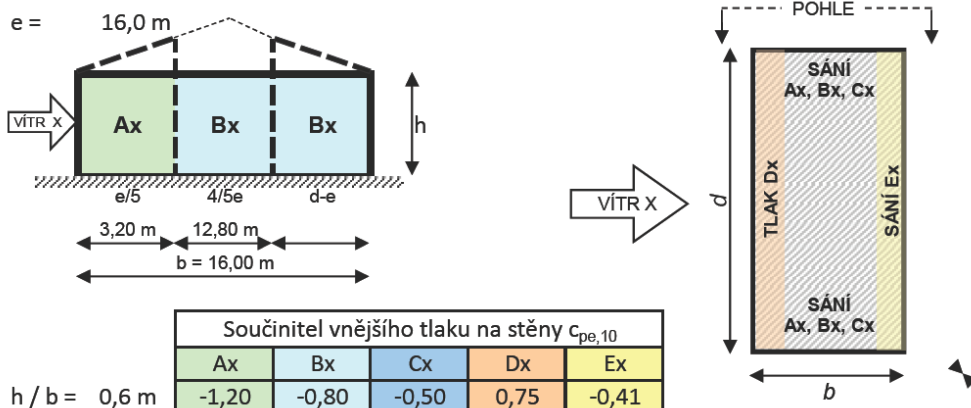 e = 16,0 m
VÍTR X
Ax Bx Bx
h
e/5 4/5e d-e
3,20 m 12,80 m
b = 16,00 m
POHLE
SÁNÍ
Ax, Bx, Cx
TLAK Dx
SÁNÍ Ex
d
VÍTR X
SÁNÍ
Ax, Bx, Cx
b
Součinitel vnějšího tlaku na stěny cpe,10
Ax Bx Cx Dx Ex
h / b = 0,6 m -1,20 -0,80 -0,50 0,75 -0,41